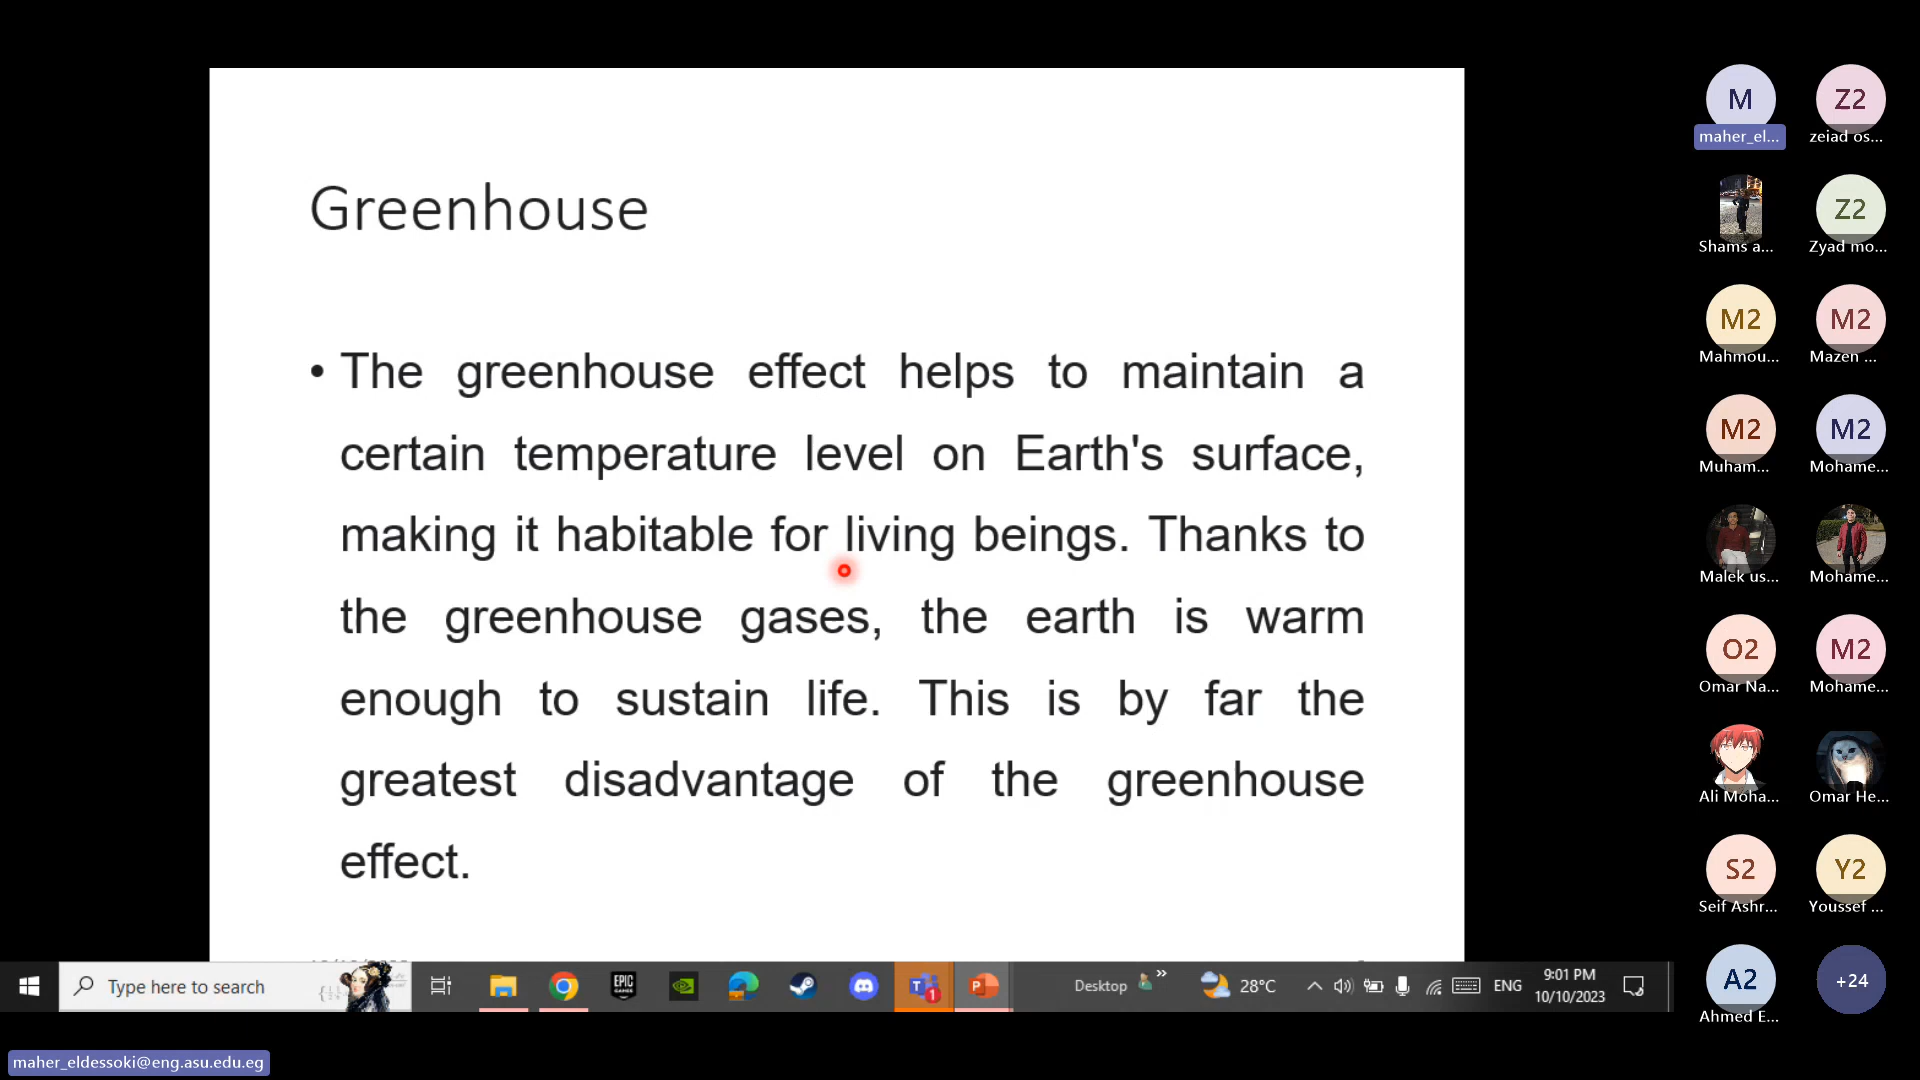 Greenhouse
• The greenhouse effect helps to maintain a
certain temperature level on Earth's surface,
making it habitable for living beings. Thanks to
the greenhouse gases, the earth is warm
enough to sustain life. This is by far the
greatest disadvantage of the greenhouse
effect.
M
maher_el...
Z2
zeiad os...
Shams a...
Z2
Zyad mo...
M2
Mahmou...
M2
Mazen ...
M2
Muham...
M2
Mohame...
Malek us...
Mohame...
O2
Omar Na...
M2
Mohame...
Ali Moha...
Omar He...
S2
Seif Ashr...
Y2
Youssef ...
A2
Ahmed E...
+24
Type here to search
EPIC
GAMES
T
1
P
Desktop
»
28°C
ENG
9:01 PM
10/10/2023
maher_eldessoki@eng.asu.edu.eg